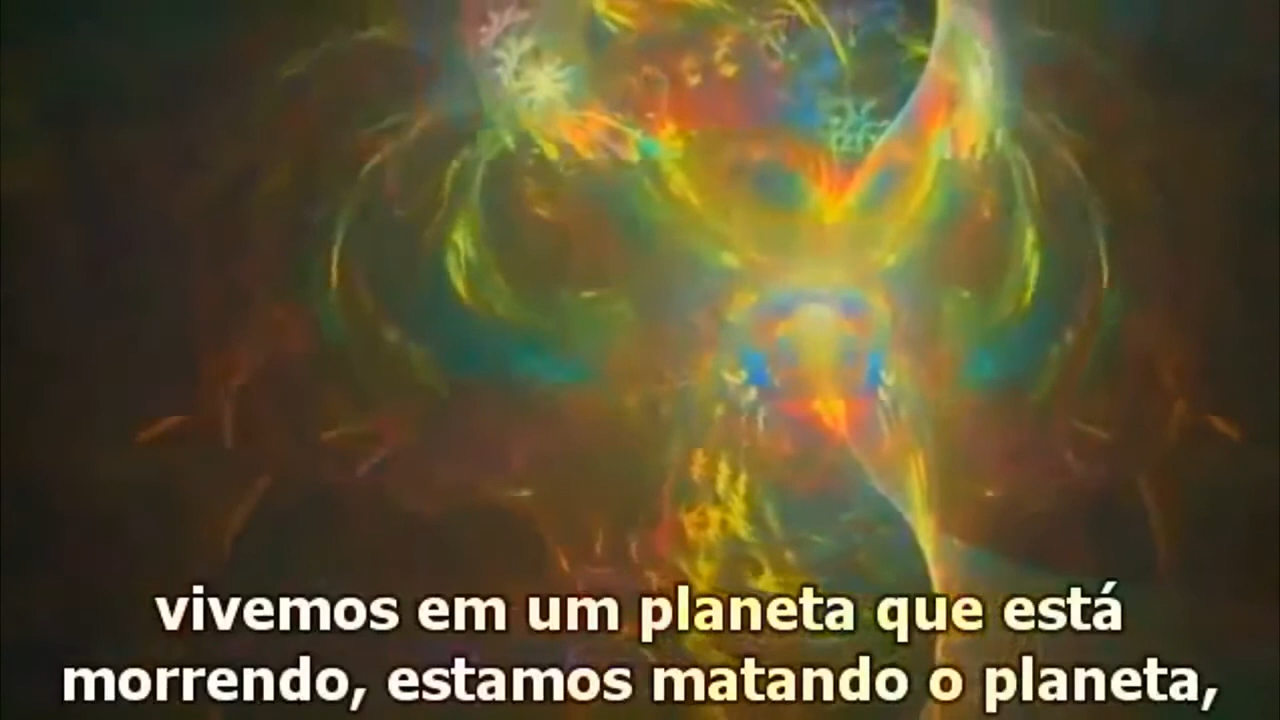 vivemos em um planeta que está
morrendo, estamos matando o planeta,